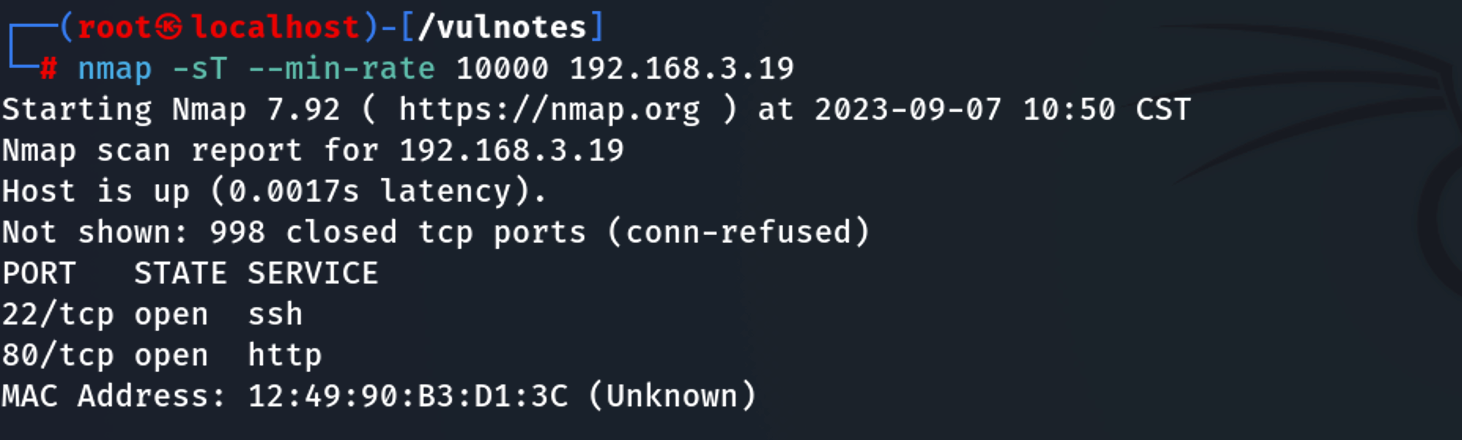 ┌──(root㉿localhost)-[/vulnotes]
└─# nmap -sT --min-rate 10000 192.168.3.19
Starting Nmap 7.92 ( https://nmap.org ) at 2023-09-07 10:50 CST
Nmap scan report for 192.168.3.19
Host is up (0.0017s latency).
Not shown: 998 closed tcp ports (conn-refused)
PORT   STATE SERVICE
22/tcp open  ssh
80/tcp open  http
MAC Address: 12:49:90:B3:D1:3C (Unknown)